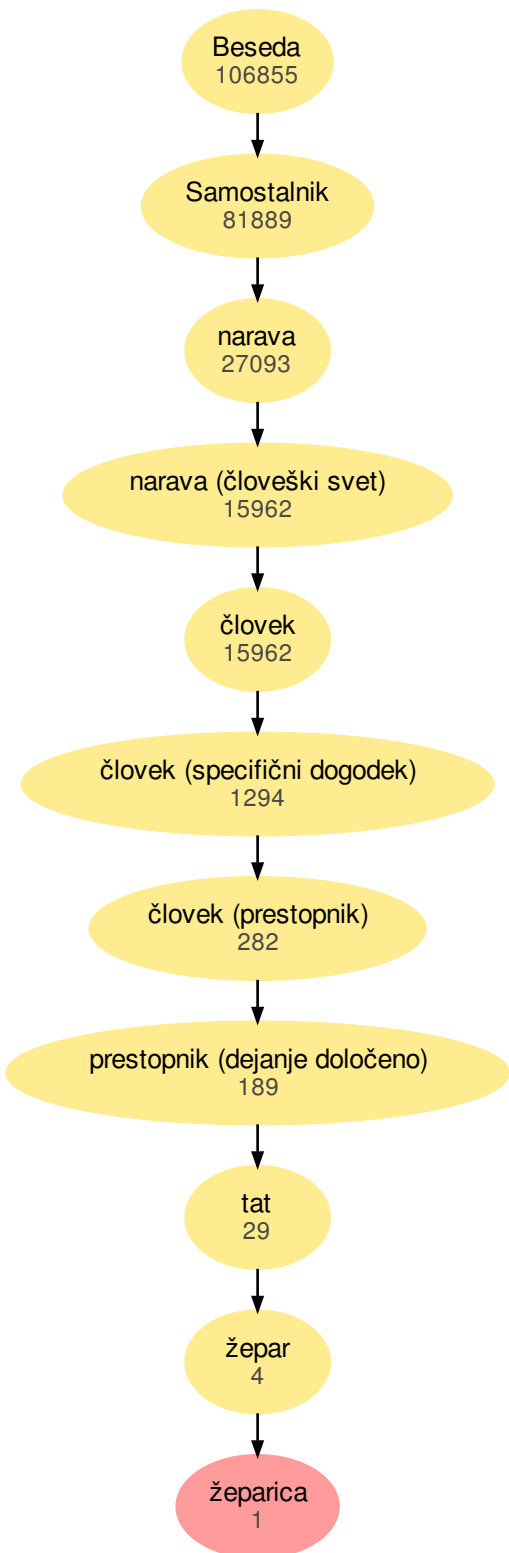 Beseda
106855
Samostalnik
81889
narava
27093
narava (človeški svet)
15962
človek
15962
človek (specifični dogodek)
1294
človek (prestopnik)
282
prestopnik (dejanje določeno)
189
tat
29
žepar
4
žeparica
1